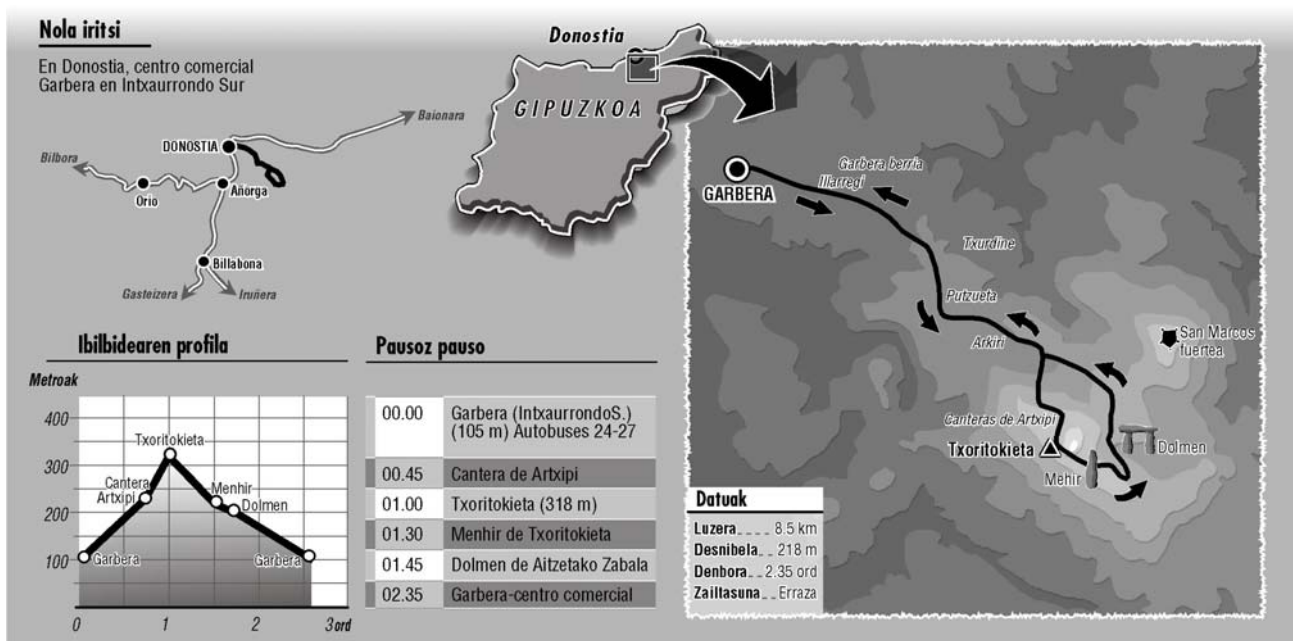 Nola iritsi
En Donostia, centro comercial
Garbera en Intxaurrondo Sur
Baionara
DONOSTIA
Bilbora
Orio
Añorga
Billabona
Gasteizera
Iruñera
Donostia
GIPUZKOA
GARBERA
Garbera berria
Illarregi
Txurdine
Putzueta
Arkiri
San Marcos
fuertea
Canteras de Artxipi
Txoritokieta
Mehir
Dolmen
Datuak
Luzera.... 8.5 km
Desnibela.. 218 m
Denbora.. 2.35 ord
Zaillasuna.. Erraza
Ibilbidearen profila
Metroak
400
300
200
100
Txoritokieta
Cantera
Artxipi
Menhir
Dolmen
Garbera
Garbera
0 1 2 3 ord
Pausoz pauso
00.00 Garbera (IntxaurrondoS.)
(105 m) Autobuses 24-27
00.45 Cantera de Artxipi
01.00 Txoritokieta (318 m)
01.30 Menhir de Txoritokieta
01.45 Dolmen de Aitzetako Zabala
02.35 Garbera-centro comercial